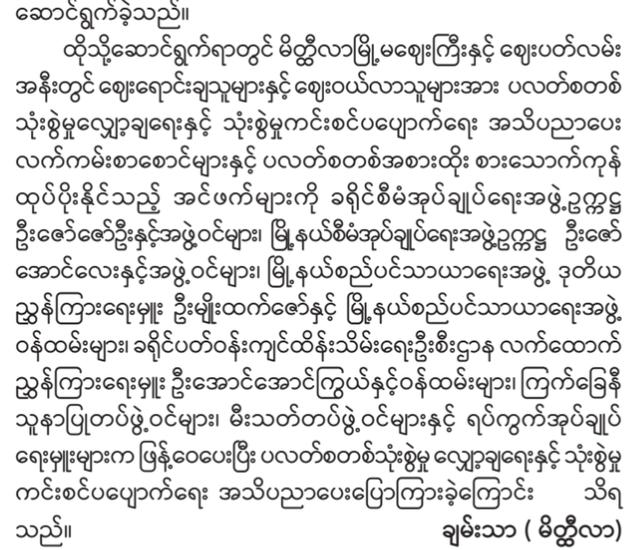 ဆောင်ရွက်ခဲ့သည်။
ထိုသို့ဆောင်ရွက်ရာတွင် မိတ္ထီလာမြို့မဈေးကြီးနှင့် ဈေးပတ်လမ်း
အနီးတွင် ဈေးရောင်းချသူများနှင့် ဈေးဝယ်လာသူများအား ပလတ်စတစ်
သုံးစွဲမှုလျှော့ချရေးနှင့် သုံးစွဲမှုကင်းစင်ပပျောက်ရေး အသိပညာပေး
လက်ကမ်းစာစောင်များနှင့် ပလတ်စတစ်အစားထိုး စားသောက်ကုန်
ထုပ်ပိုးနိုင်သည့် အင်ဖက်များကို ခရိုင်စီမံအုပ်ချုပ်ရေးအဖွဲ့ဥက္ကဋ္ဌ
ဦးဇော်ဇော်ဦးနှင့်အဖွဲ့ဝင်များ၊ မြို့နယ်စီမံအုပ်ချုပ်ရေးအဖွဲ့ဥက္ကဋ္ဌ ဦးဇော်
အောင်လေးနှင့်အဖွဲ့ဝင်များ၊ မြို့နယ်စည်ပင်သာယာရေးအဖွဲ့ ဒုတိယ
ညွှန်ကြားရေးမှူး ဦးမျိုးထက်ဇော်နှင့် မြို့နယ်စည်ပင်သာယာရေးအဖွဲ့
ဝန်ထမ်းများ၊ ခရိုင်ပတ်ဝန်းကျင်ထိန်းသိမ်းရေးဦးစီးဌာန လက်ထောက်
ညွှန်ကြားရေးမှူး ဦးအောင်အောင်ကြွယ်နှင့်ဝန်ထမ်းများ၊ ကြက်ခြေနီ
သူနာပြုတပ်ဖွဲ့ဝင်များ၊ မီးသတ်တပ်ဖွဲ့ဝင်များနှင့် ရပ်ကွက်အုပ်ချုပ်
ရေးမှူးများက ဖြန့်ဝေပေးပြီး ပလတ်စတစ်သုံးစွဲမှု လျှော့ချရေးနှင့် သုံးစွဲမှု
ကင်းစင်ပပျောက်ရေး အသိပညာပေးပြောကြားခဲ့ကြောင်း သိရ
သည်။ ချမ်းသာ ( မိတ္ထီလာ)